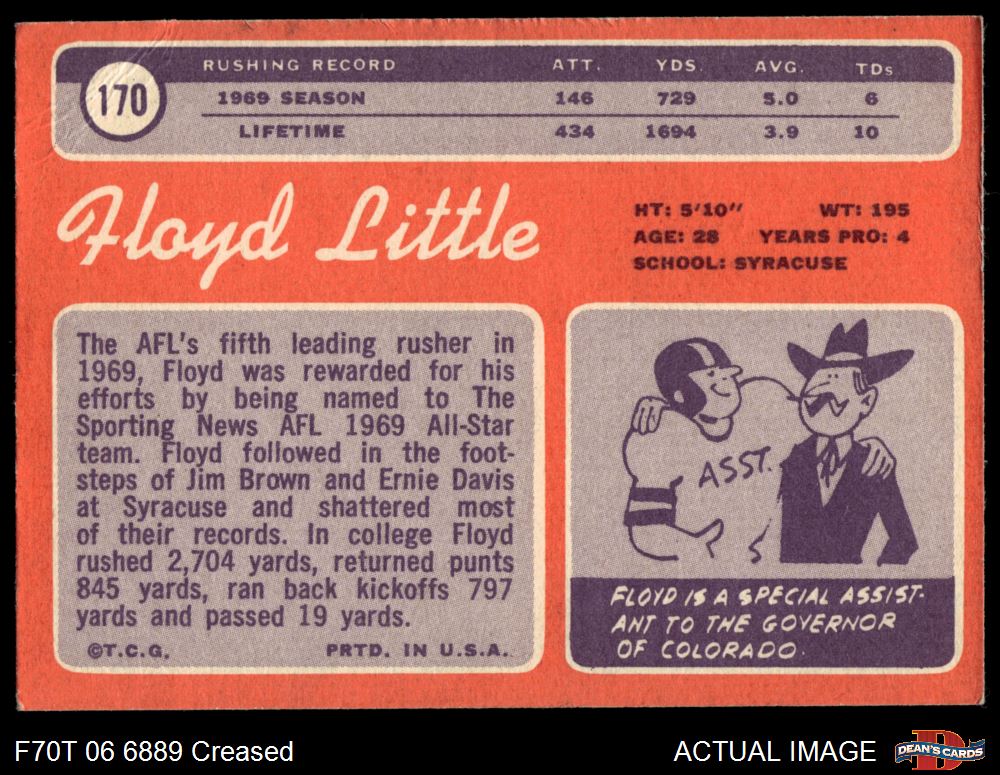 170
RUSHING RECORD ATT. YDS. AVG. TDs
1969 SEASON 146 729 5.0 6
LIFETIME 434 1694 3.9 10
Floyd Little
HT: 5'10" WT: 195
AGE: 28 YEARS PRO: 4
SCHOOL: SYRACUSE
The AFL's fifth leading rusher in
1969, Floyd was rewarded for his
efforts by being named to The
Sporting News AFL 1969 All-Star
team. Floyd followed in the foot-
steps of Jim Brown and Ernie Davis
at Syracuse and shattered most
of their records. In college Floyd
rushed 2,704 yards, returned punts
845 yards, ran back kickoffs 797
yards and passed 19 yards.
©T.C.G. PRTD. IN U.S.A.
ASST.
FLOYD IS A SPECIAL ASSIST-
ANT TO THE GOVERNOR
OF COLORADO.
F70T 06 6889 Creased
ACTUAL IMAGE
D
DEAN'S CARDS